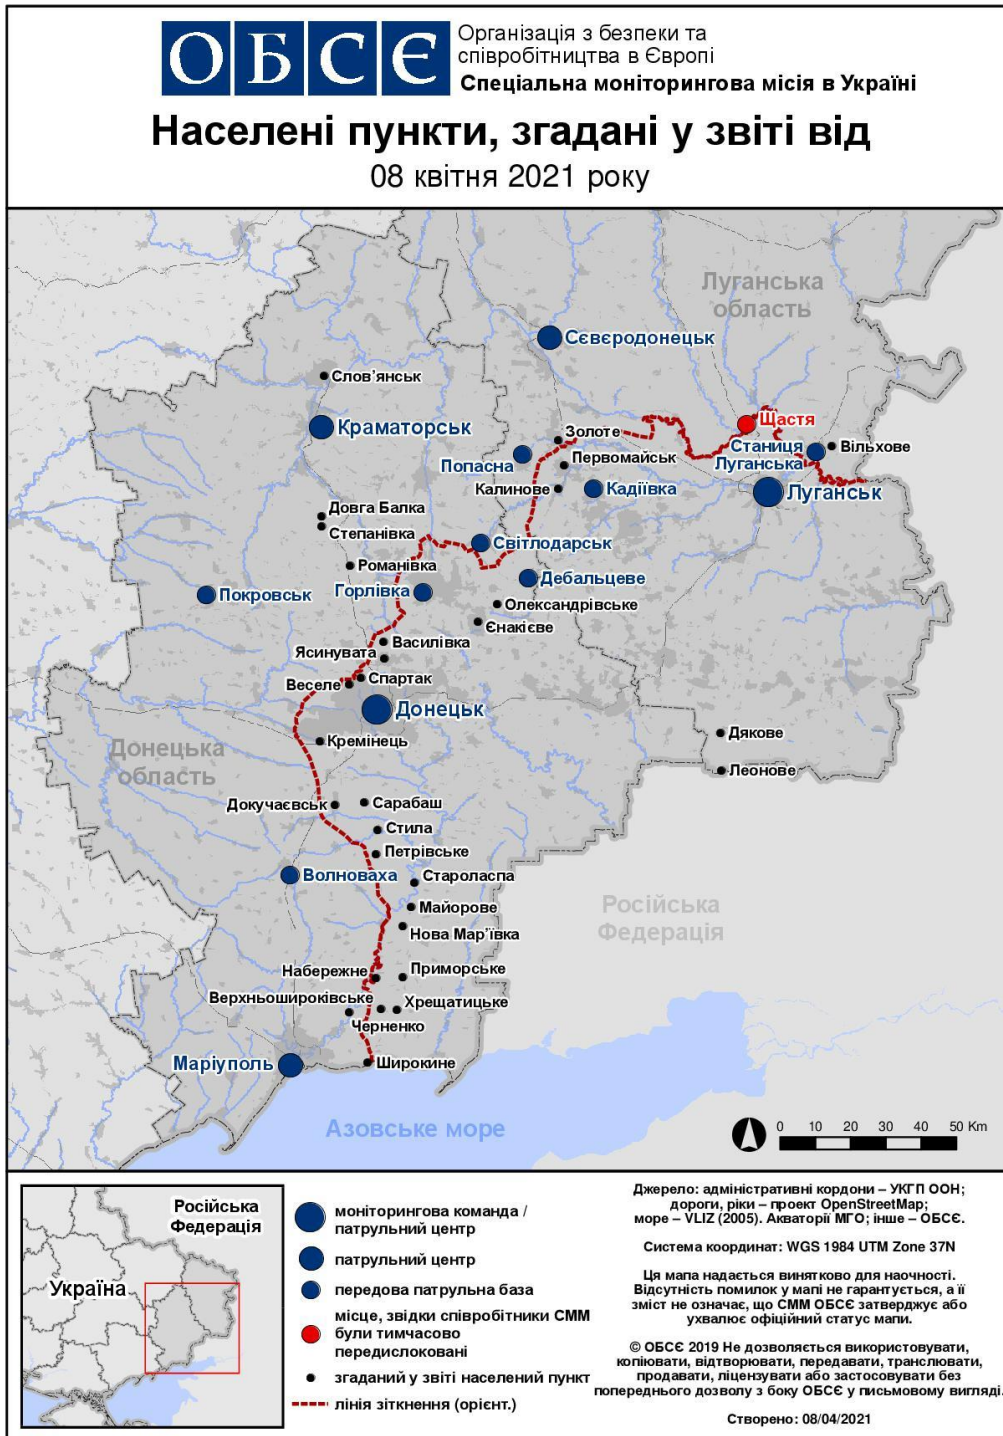 ОБСЄ
Організація з безпеки та
співробітництва в Європі
Спеціальна моніторингова місія в Україні
Населені пункти, згадані у звіті від
08 квітня 2021 року
Луганська
область
Сєвєродонецьк
Слов'янськ
Щастя
Краматорськ
Золоте
Станиця
Луганська
Вільхове
Попасна
Первомайськ
Калинове
Кадіївка
Луганськ
Довга Балка
Степанівка
Світлодарськ
Романівка
Дебальцеве
Покровськ
Горлівка
Олександрівське
Єнакієве
Василівка
Ясинувата
Спартак
Веселе
Донецьк
Донецька
область
Кремінець
Дякове
Леонове
Докучаєвськ
Сарабаш
Стила
Петрівське
Волноваха
Староласпа
Майорове
Російська
Федерація
Нова Мар'ївка
Набережне
Приморське
Верхньошироківське
Хрещатицьке
Черненко
Маріуполь
Широкине
Азовське море
0 10 20 30 40 50 Km
Російська
Федерація
Україна
моніторингова команда /
патрульний центр
патрульний центр
передова патрульна база
місце, звідки співробітники СММ
були тимчасово
передислоковані
згаданий у звіті населений пункт
лінія зіткнення (орієнт.)
Джерело: адміністративні кордони – УКГП ООН;
дороги, ріки – проект OpenStreetMap;
море – VLIZ (2005). Акваторії МГО; інше – ОБСЄ.
Система координат: WGS 1984 UTM Zone 37N
Ця мапа надається винятково для наочності.
Відсутність помилок у мапі не гарантується, а її
зміст не означає, що СММ ОБСЄ затверджує або
ухвалює офіційний статус мапи.
© ОБСЄ 2019 Не дозволяється використовувати,
копіювати, відтворювати, передавати, транслювати,
продавати, ліцензувати або застосовувати без
попереднього дозволу з боку ОБСЄ у письмовому вигляді.
Створено: 08/04/2021